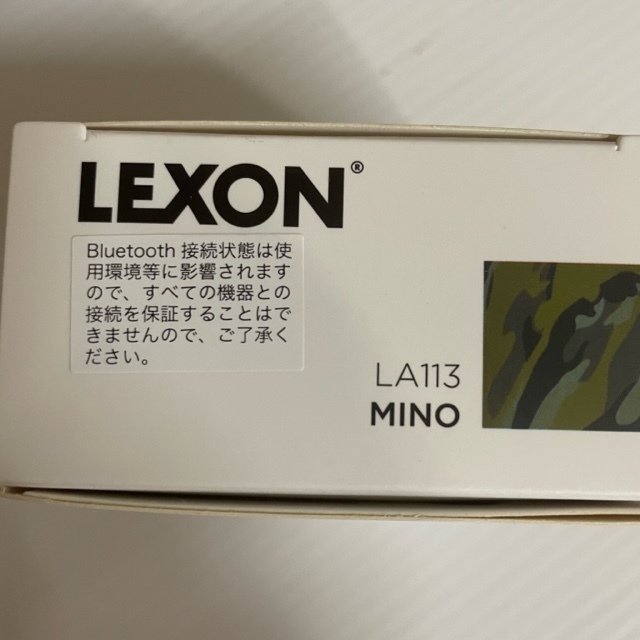 LEXON®
Bluetooth 接続状態は使
用環境等に影響されます
ので、すべての機器との
接続を保証することはで
きませんので、ご了承く
ださい。
LA113
MINO